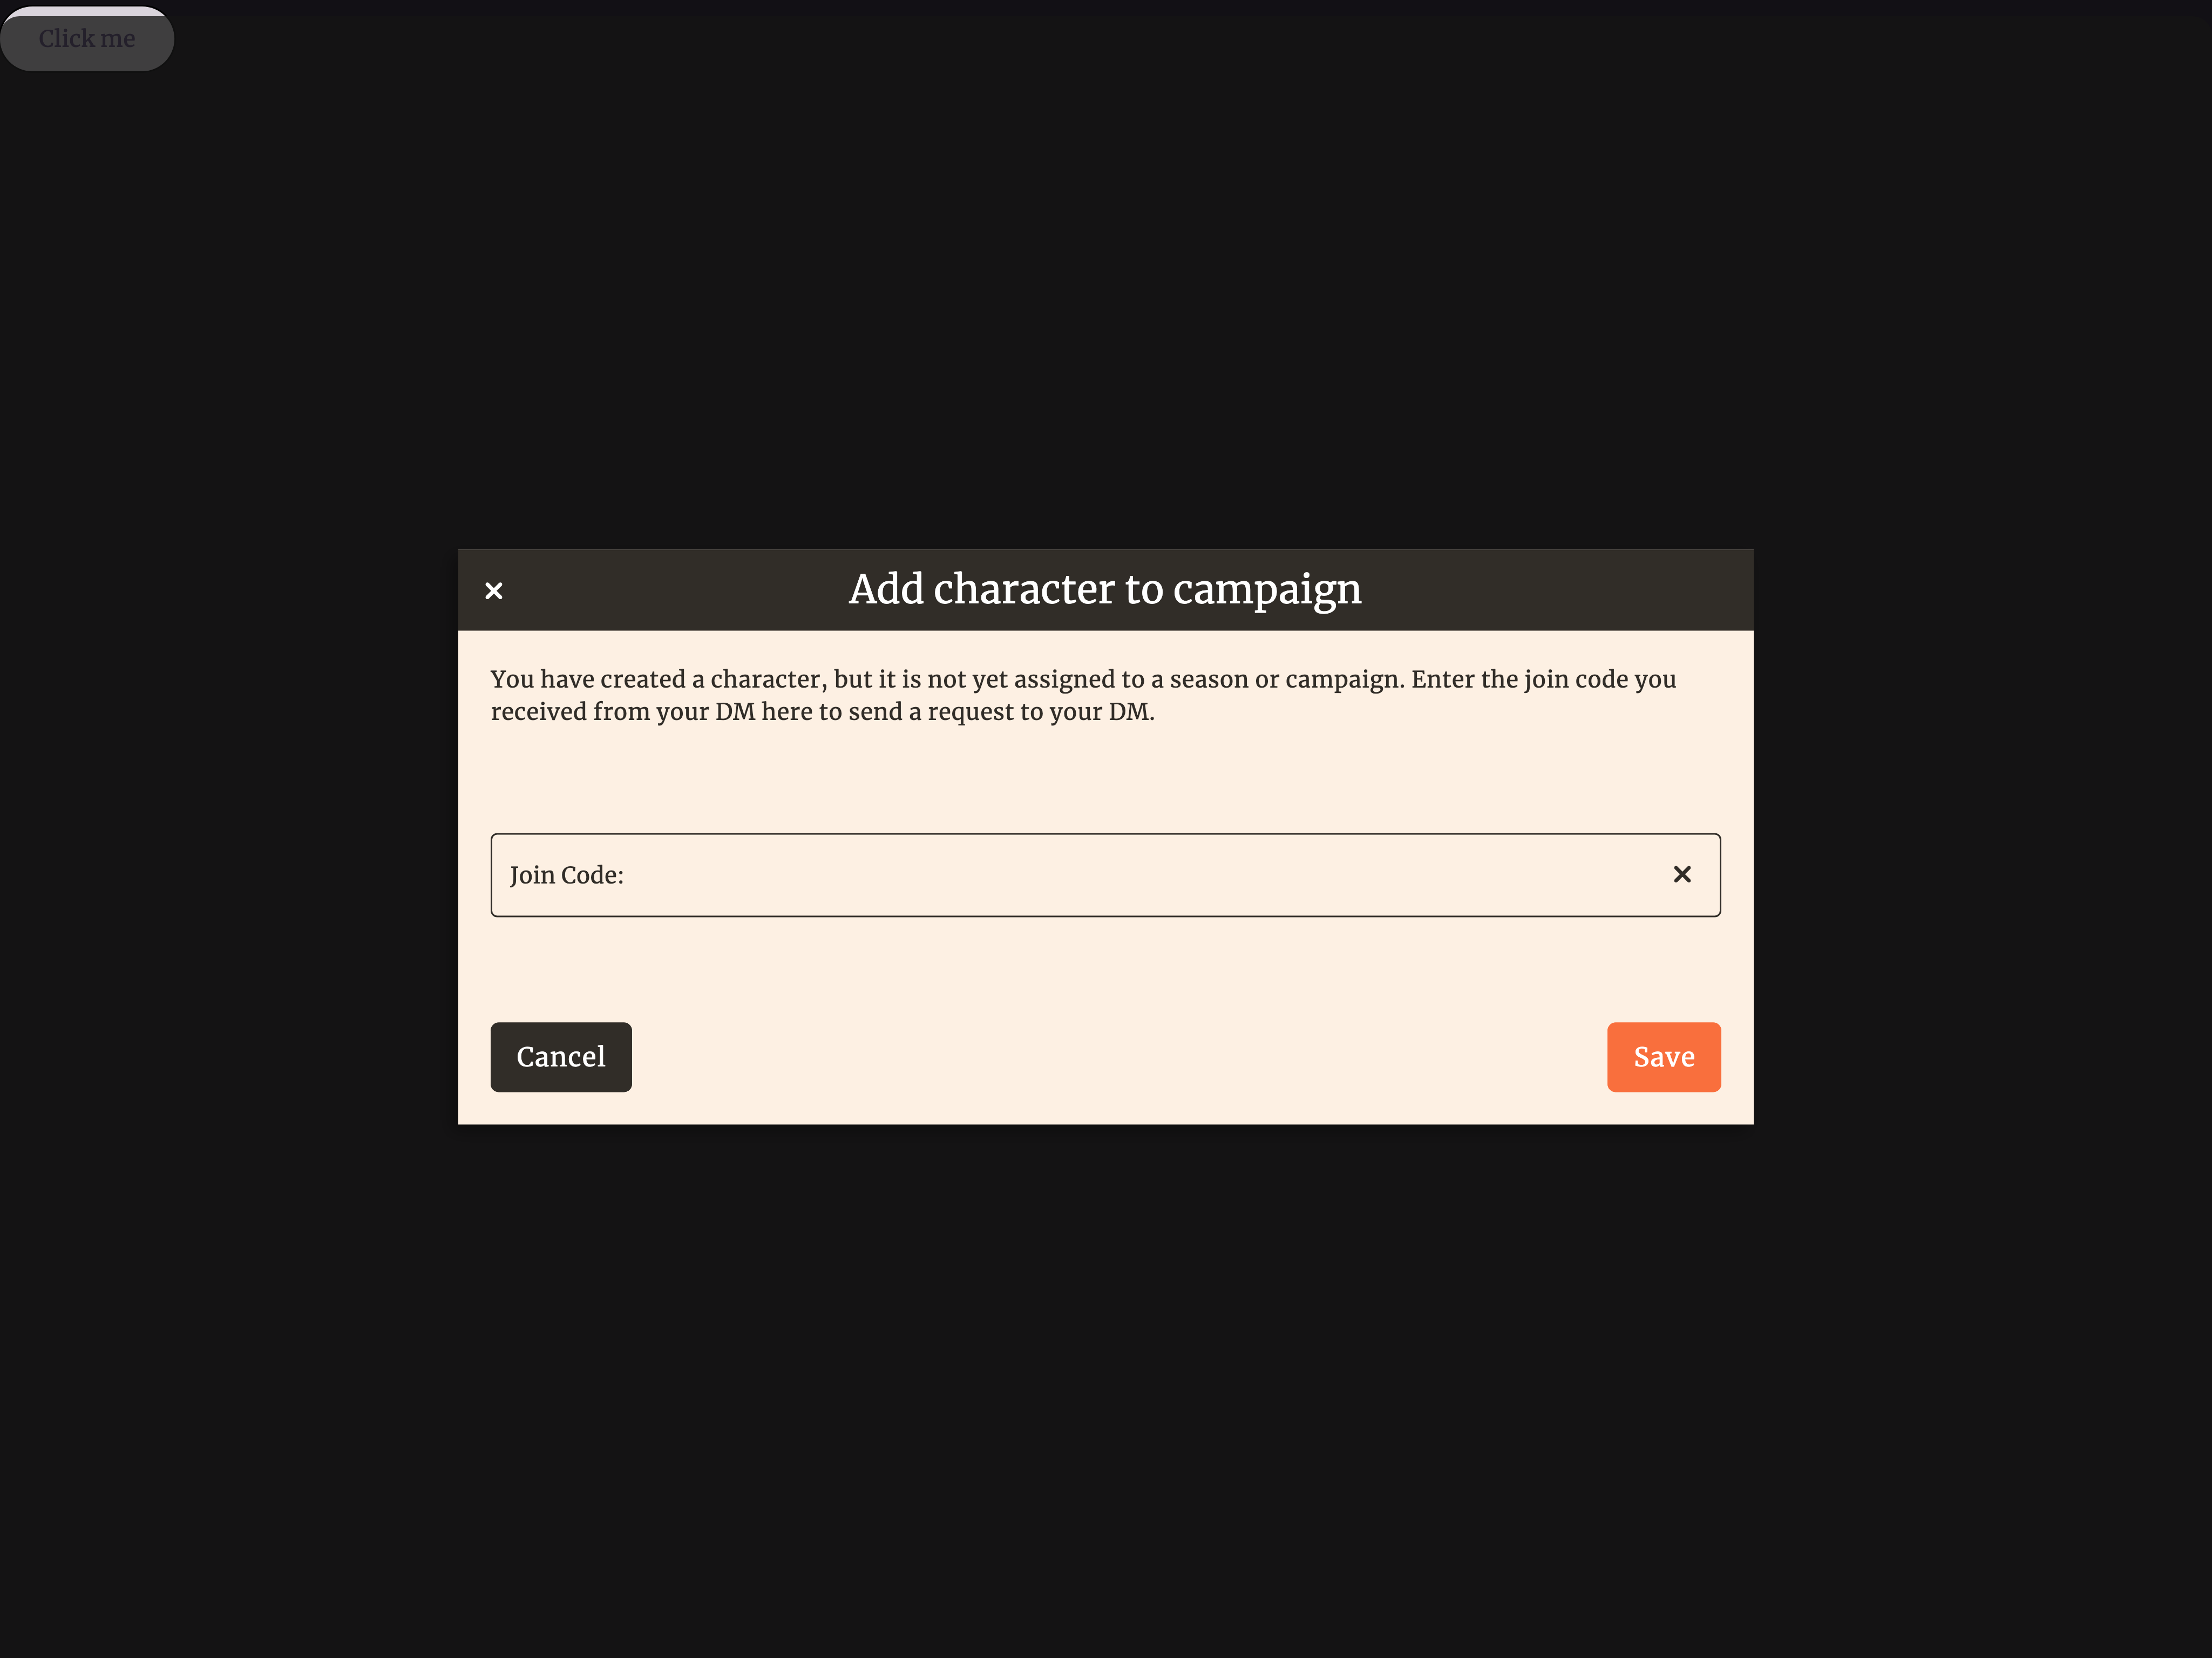 Click me
Add character to campaign
You have created a character, but it is not yet assigned to a season or campaign. Enter the join code you
received from your DM here to send a request to your DM.
Join Code:
Cancel
Save